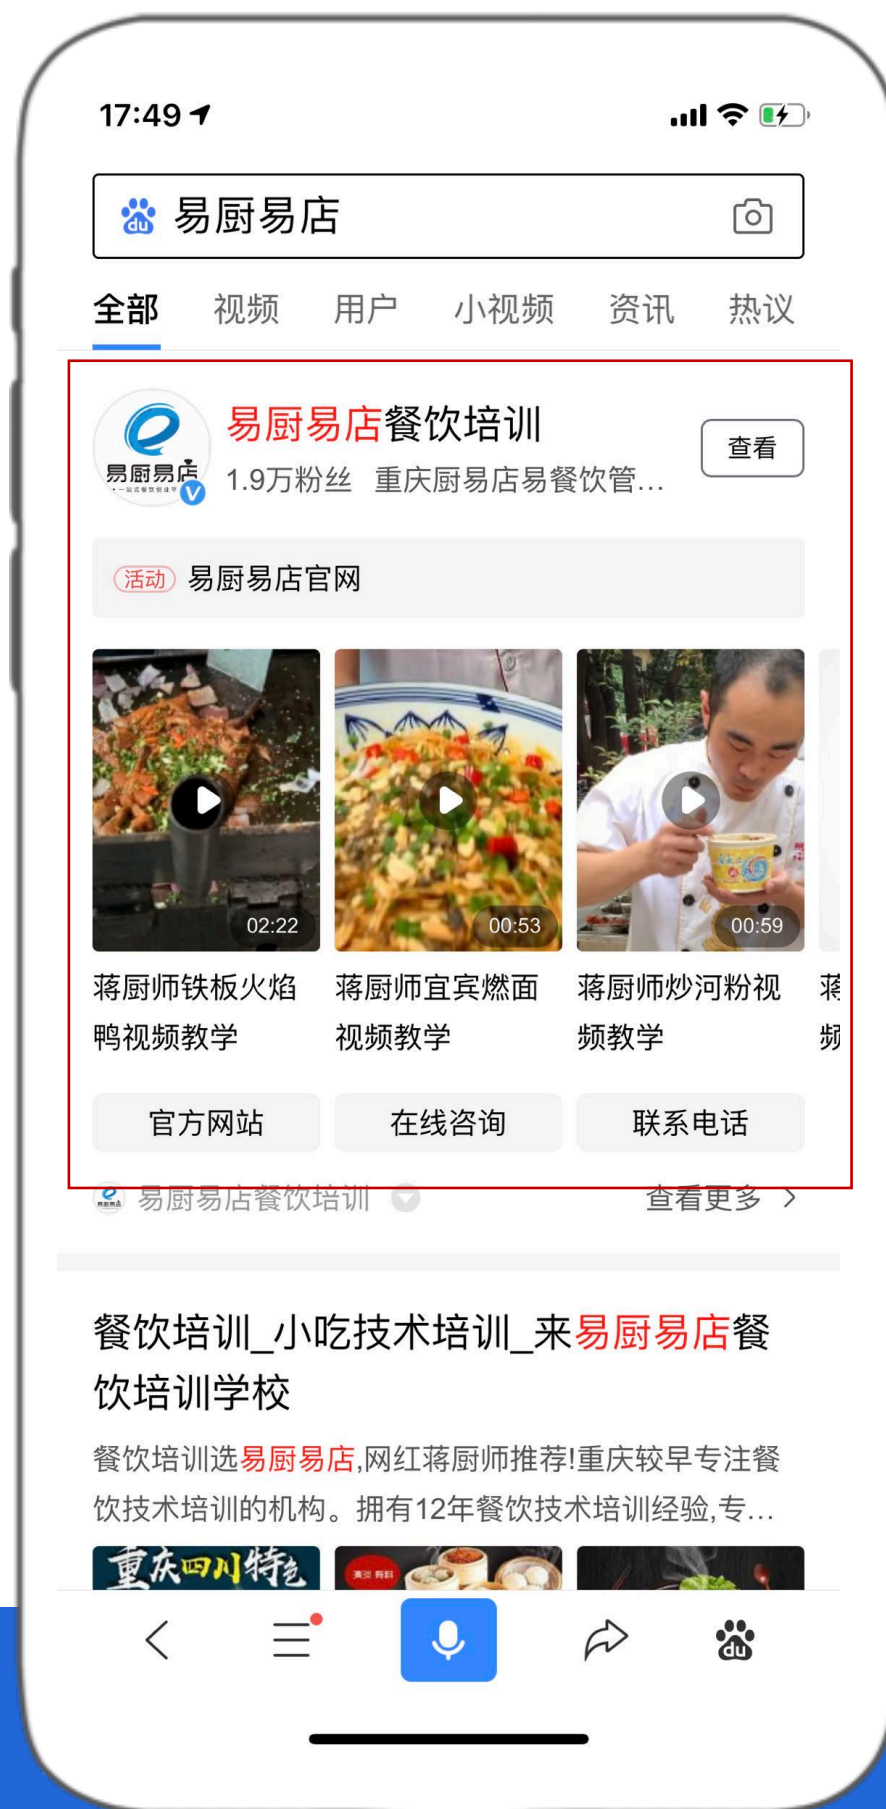 17:49
du 易厨易店
全部 视频 用户 小视频 资讯 热议
易厨易店餐饮培训
查看
易厨易店
1.9万粉丝 重庆厨易店易餐饮管...
活动 易厨易店官网
02:22 00:53 00:59
蒋厨师铁板火焰 蒋厨师宜宾燃面 蒋厨师炒河粉视
鸭视频教学 视频教学 频教学 频
官方网站 在线咨询 联系电话
易厨易店餐饮培训 查看更多
餐饮培训_小吃技术培训_来易厨易店餐
饮培训学校
餐饮培训选易厨易店,网红蒋厨师推荐!重庆较早专注餐
饮技术培训的机构。拥有12年餐饮技术培训经验,专...
重庆四川特色
du